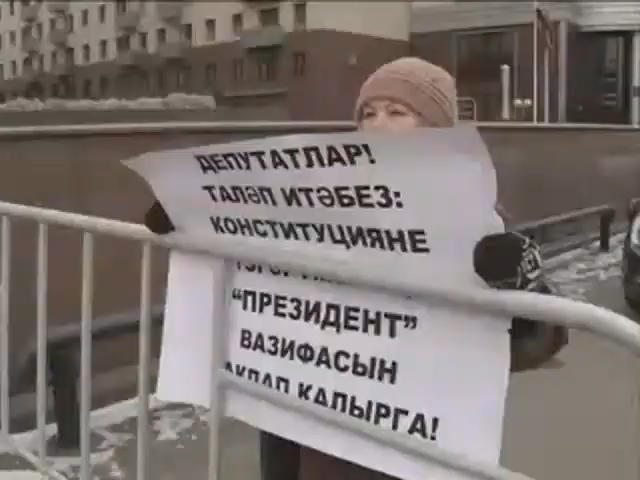 ДЕПУТАТЛАР!
ТАЛӘП ИТӘБЕЗ:
КОНСТИТУЦИЯНЕ
“ПРЕЗИДЕНТ”
ВАЗИФАСЫН
КАЛЫРГА!